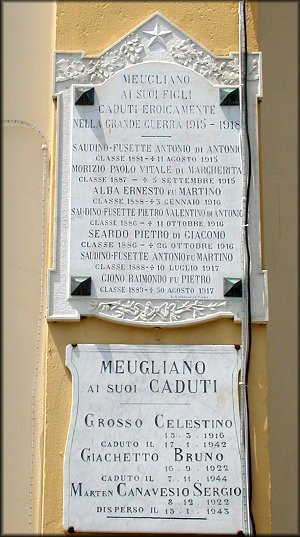 MEUGLIANO
AI SUOI FIGLI
CADUTI EROICAMENTE
NELLA GRANDE GUERRA 1915-1918
SAUDINO-FUSETTE ANTONIO DI ANTONIO
CLASSE 1881-✝11 AGOSTO 1915
MORIZIO PAOLO VITALE DI MARGHERITA
CLASSE 1887 - ✝ 5 SETTEMBRE 1915
ALBA ERNESTO FU MARTINO
CLASSE 1888-✝3 GENNAIO 1916
SAUDINO-FUSETTE PIETRO VALENTINO DI ANTONIO
CLASSE 1886 - ✝ 11 OTTOBRE 1916
SEARDO PIETRO DI GIACOMO
CLASSE 1886 - ✝ 26 OTTOBRE 1916
SAUDINO-FUSETTE ANTONIO FU MARTINO
CLASSE 1888-✝10 LUGLIO 1917
GIONO RAIMONDO FU PIETRO
CLASSE 1889-✝30 AGOSTO 1917
MEUGLIANO
AI SUOI CADUTI
GROSSO CELESTINO
13 . 3 . 1916
CADUTO IL 17 . 1 . 1942
GIACHETTO BRUNO
16 . 9 . 1922
CADUTO IL 7 . 11 . 1944
MARTEN CANAVESIO SERGIO
8 . 12 . 1922
DISPERSO IL 15 . 1 . 1943